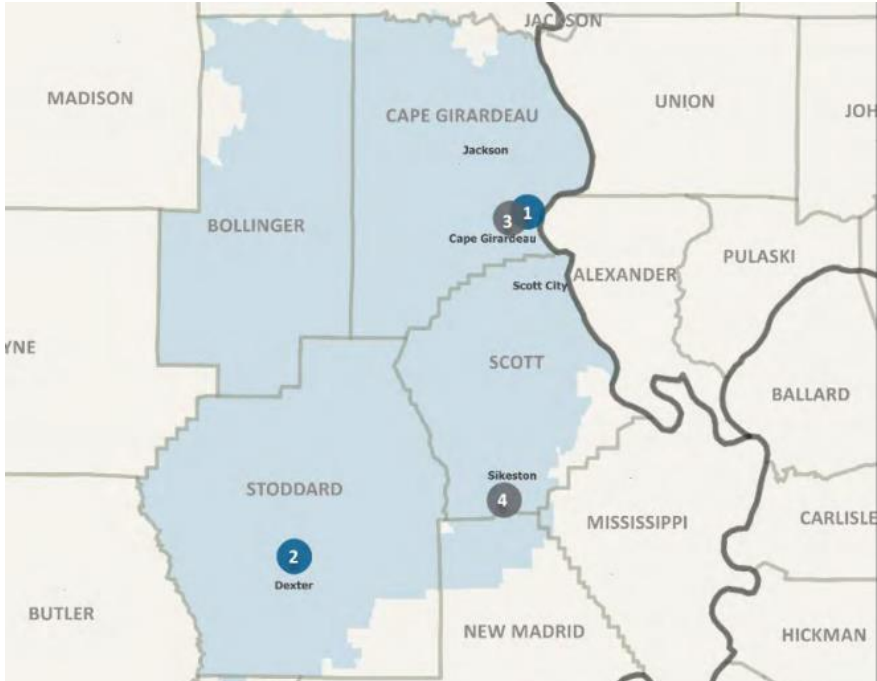 JACKSON
MADISON
UNION
JOH
CAPE GIRARDEAU
Jackson
1
3
BOLLINGER
Cape Girardeau
PULASKI
ALEXANDER
Scott City
YNE
SCOTT
BALLARD
Sikeston
STODDARD
4
MISSISSIPPI
CARLISLE
2
Dexter
BUTLER
NEW MADRID
HICKMAN